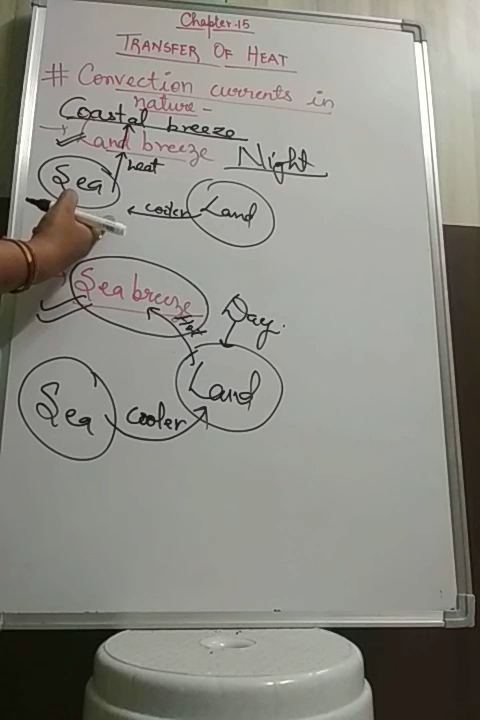 Chapter-15
TRANSFER OF HEAT
# Convection currents in
nature -
Coastal breeze
Land breeze Night
heat
Sea
cooler Land
Sea breeze
Day.
Land
Sea cooler